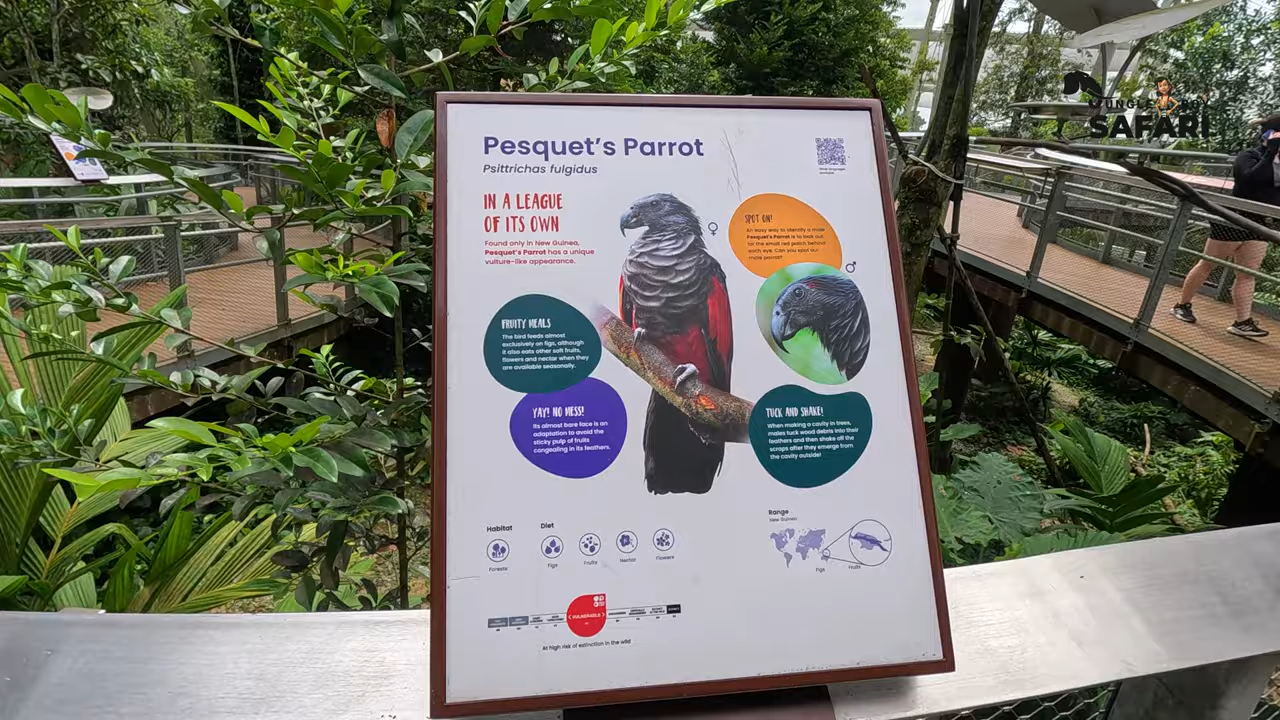 Pesquet's Parrot
Psittrichas fulgidus
IN A LEAGUE
OF ITS OWN
Found only in New Guinea,
Pesquet's Parrot has a unique
vulture-like appearance.
♀
SPOT ON!
An easy way to identify a male
Pesquet's Parrot is to look out
for the small red patch behind
each eye. Can you spot our
male parrot?
♂
FRUITY MEALS
The bird feeds almost
exclusively on figs, although
it also eats other soft fruits,
flowers and nectar when they
are available seasonally.
YAY! NO MESS!
Its almost bare face is an
adaptation to avoid the
sticky pulp of fruits
congealing in its feathers.
TUCK AND SHAKE!
When making a cavity in trees,
males tuck wood debris into their
feathers and then shake off the
scraps after they emerge from
the cavity outside!
Habitat
Forests
Diet
Figs
Fruits
Nectar
Flowers
Range
New Guinea
Figs
Fruits
VULNERABLE
At high risk of extinction in the wild
SAFARI